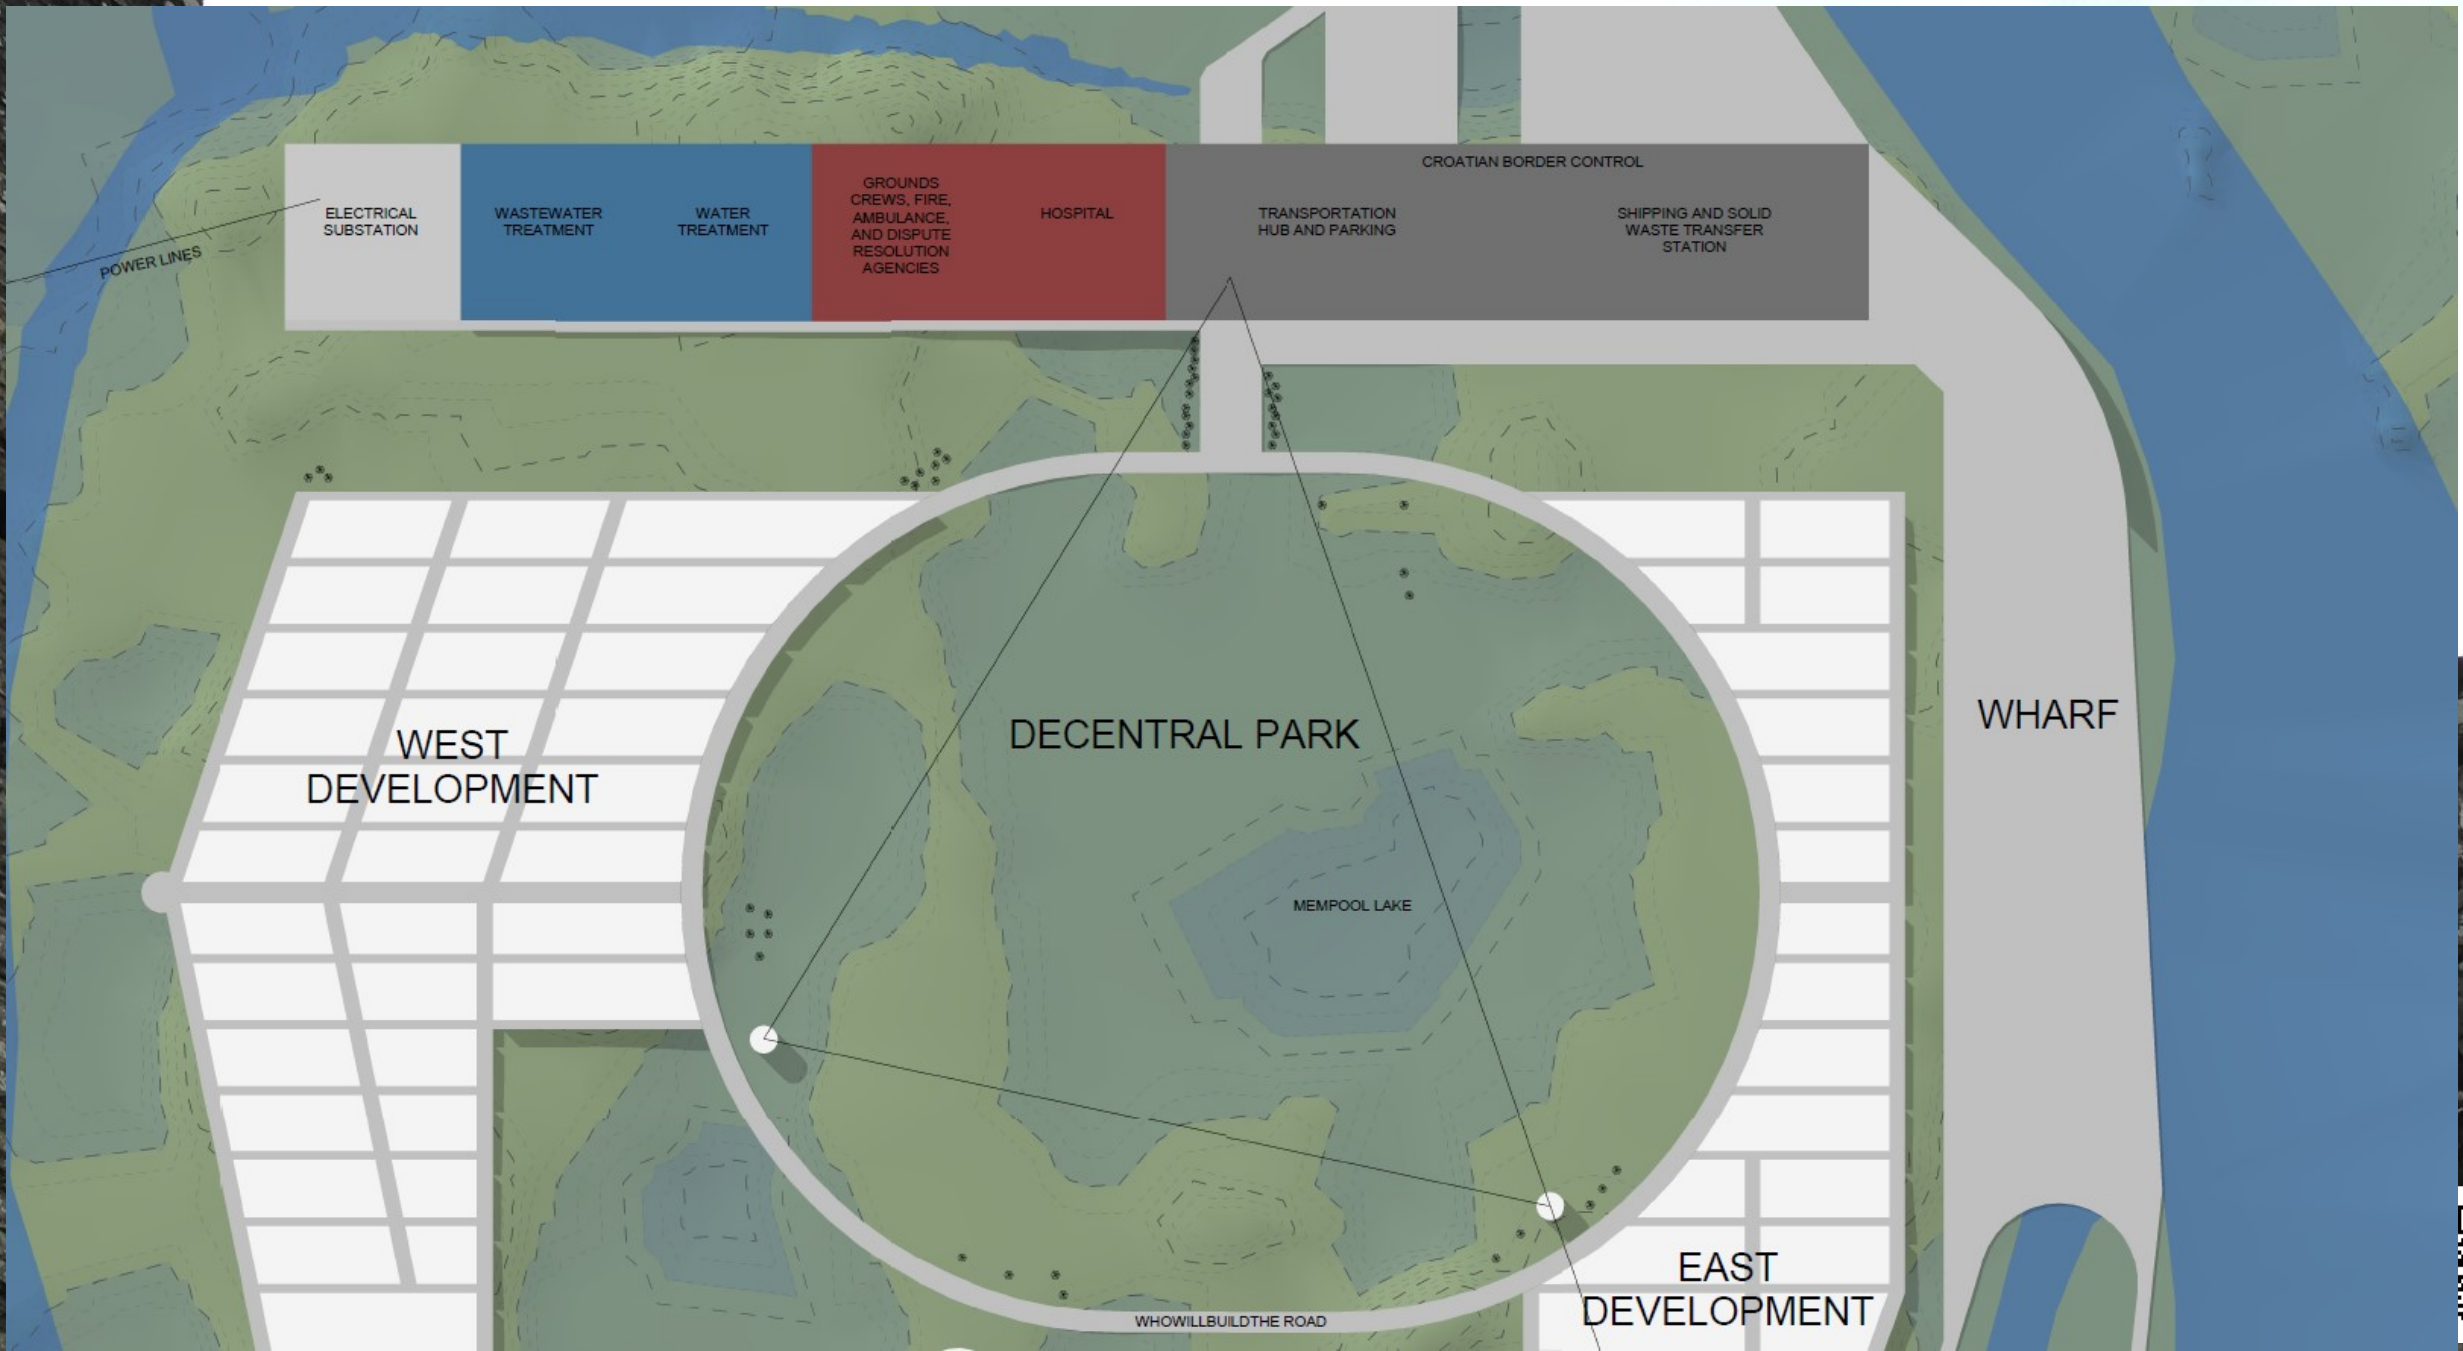 CROATIAN BORDER CONTROL
ELECTRICAL
SUBSTATION
WASTEWATER
TREATMENT
WATER
TREATMENT
GROUNDS
CREWS, FIRE,
AMBULANCE,
AND DISPUTE
RESOLUTION
AGENCIES
HOSPITAL
TRANSPORTATION
HUB AND PARKING
SHIPPING AND SOLID
WASTE TRANSFER
STATION
POWER LINES
WEST
DEVELOPMENT
DECENTRAL PARK
WHARF
MEMPOOL LAKE
EAST
DEVELOPMENT
WHOWILLBUILDTHE ROAD